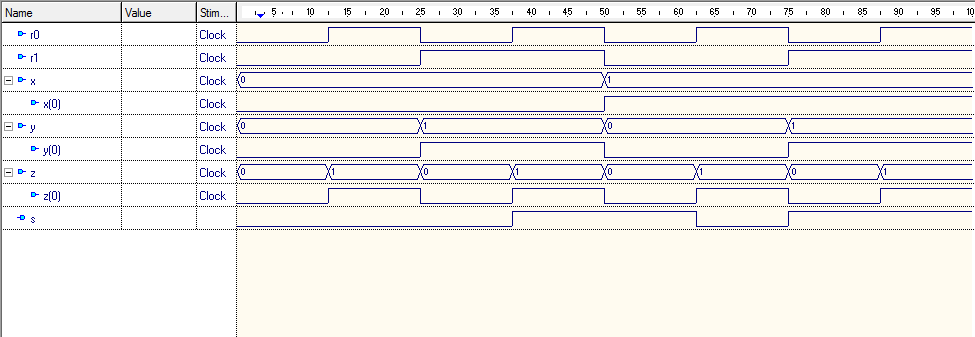 Name Value Stim... 5 10 15 20 25 30 35 40 45 50 55 60 65 70 75 80 85 90 95 10
r0 Clock
r1 Clock
x Clock 0 1
x(0) Clock
y Clock 0 1 0 1
y(0) Clock
z Clock 0 1 0 1 0 1 0 1
z(0) Clock
s